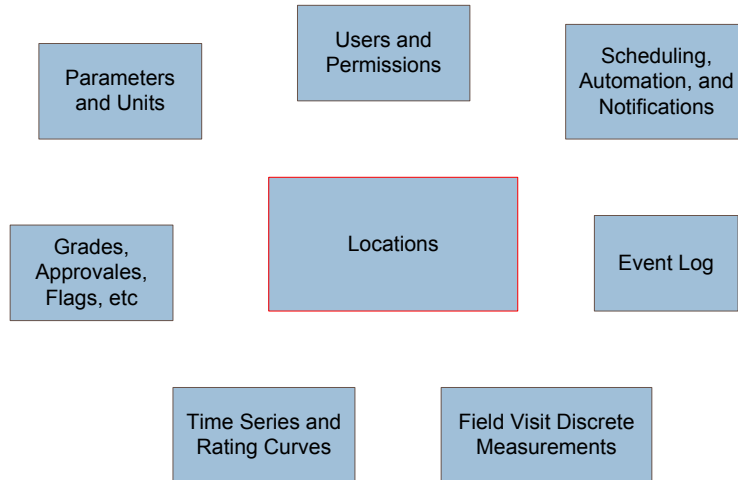 Users and
Permissions
Parameters
and Units
Scheduling,
Automation, and
Notifications
Locations
Grades,
Approvales,
Flags, etc
Event Log
Time Series and
Rating Curves
Field Visit Discrete
Measurements